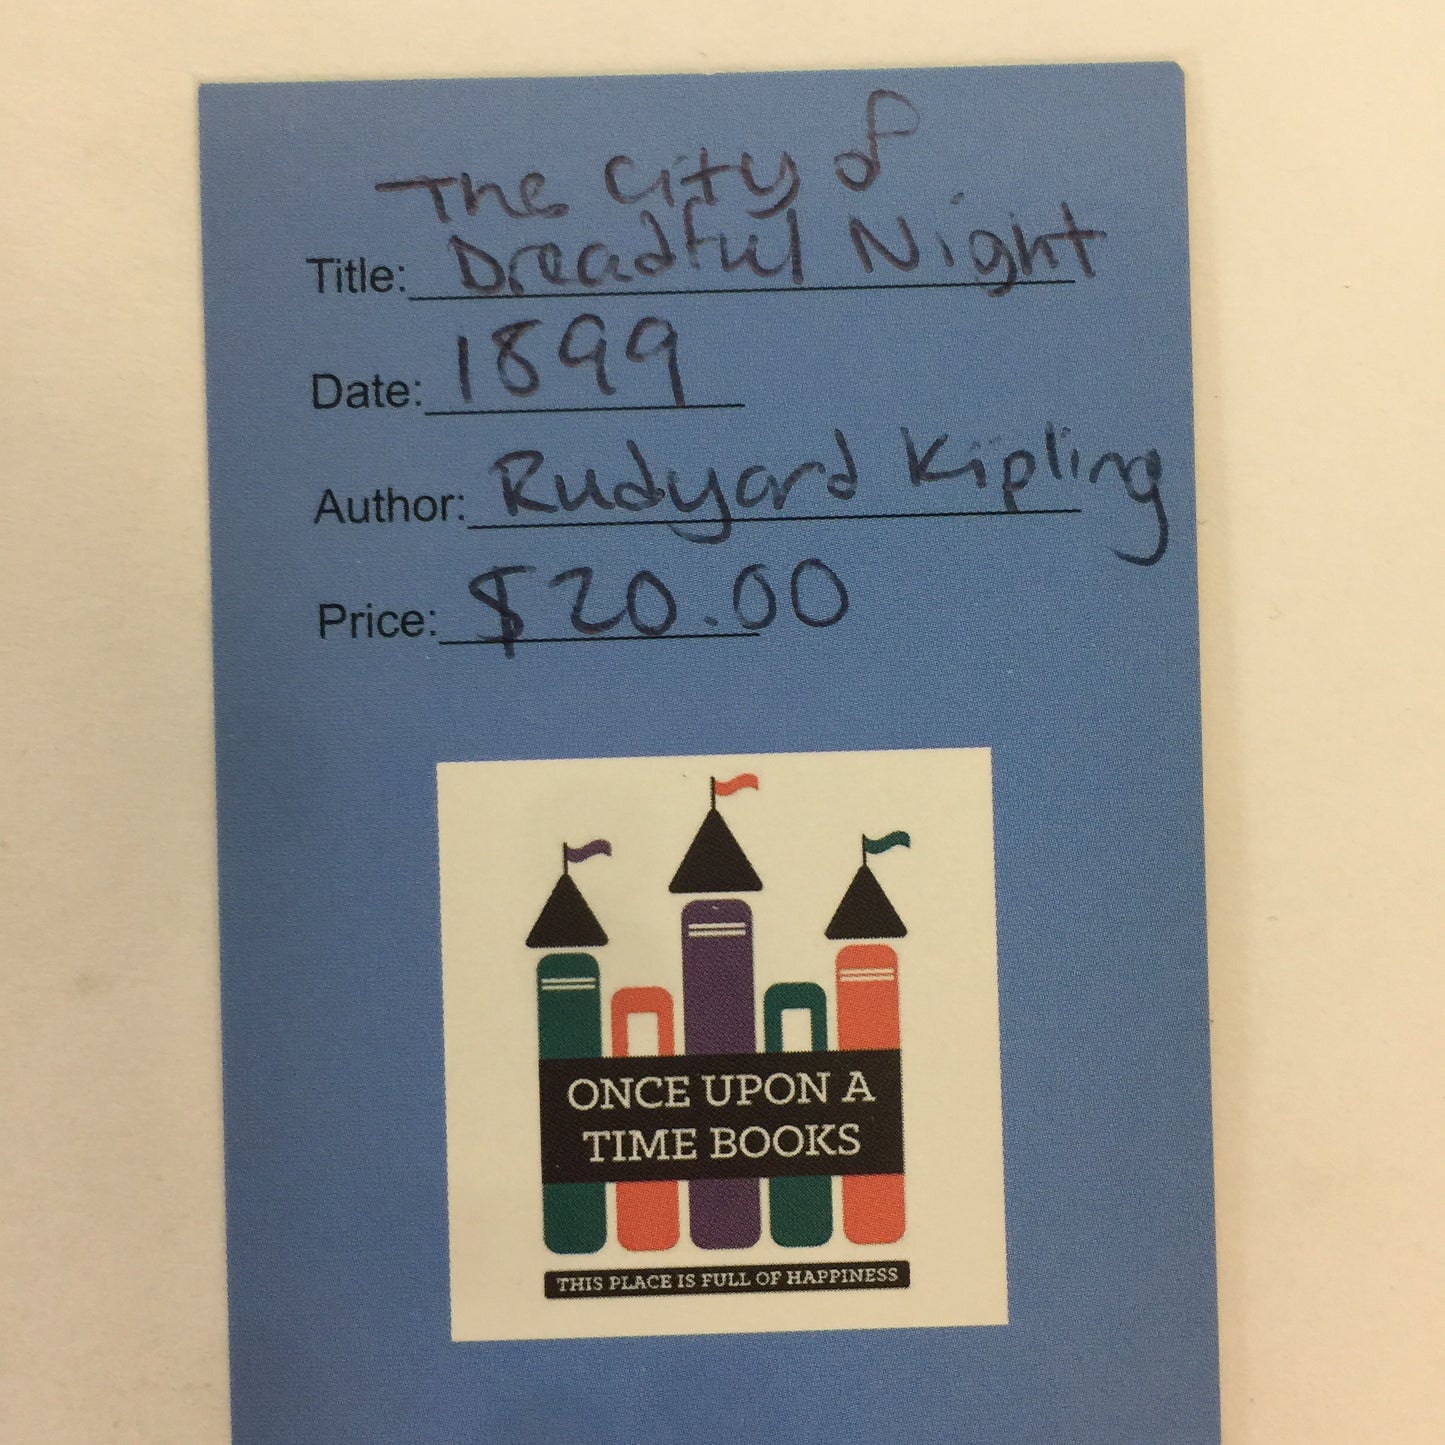 The City of
Title: Dreadful Night
Date: 1899
Author: Rudyard Kipling
Price: $20.00
ONCE UPON A
TIME BOOKS
THIS PLACE IS FULL OF HAPPINESS